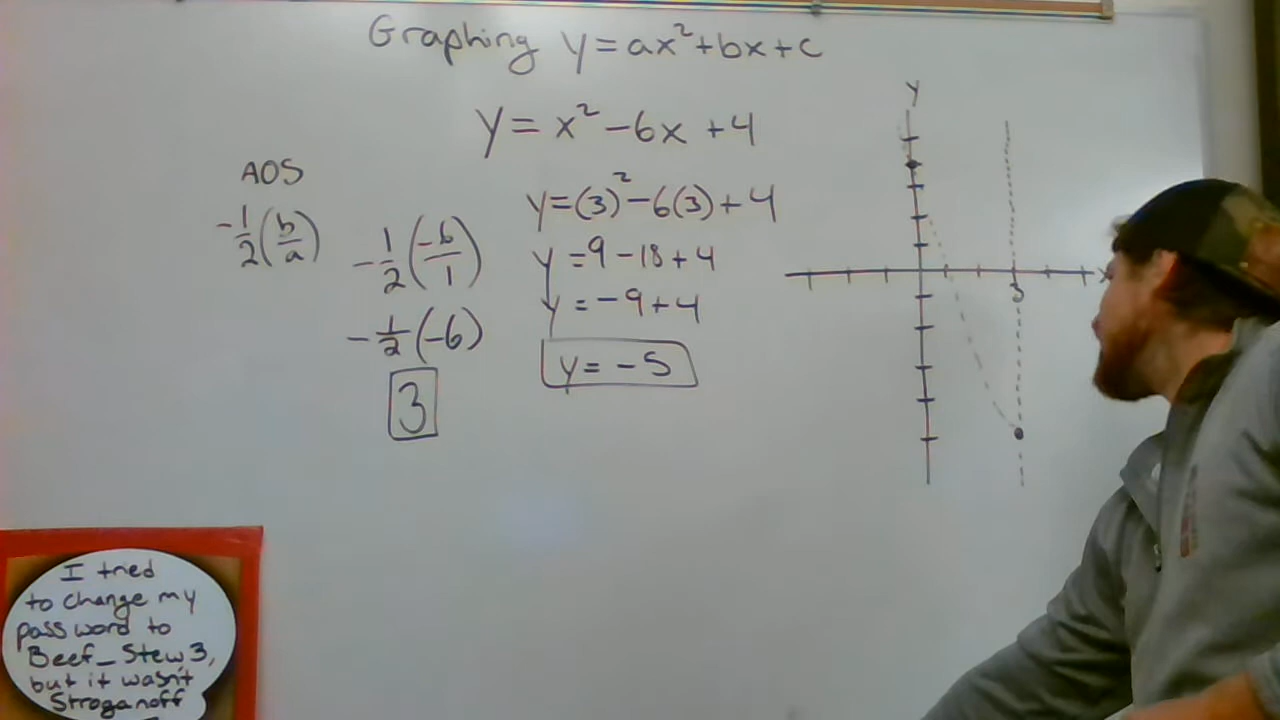 Graphing y=ax²+bx+c
y= x² -6x +4
AOS
-1/2(b/a)
-1/2(-6/1)
-1/2(-6)
3
y=(3)²-6(3)+4
y=9-18+4
y=-9+4
y=-5
y
x
3
I tried
to change my
password to
Beef_Stew3,
but it wasn't
Stroganoff